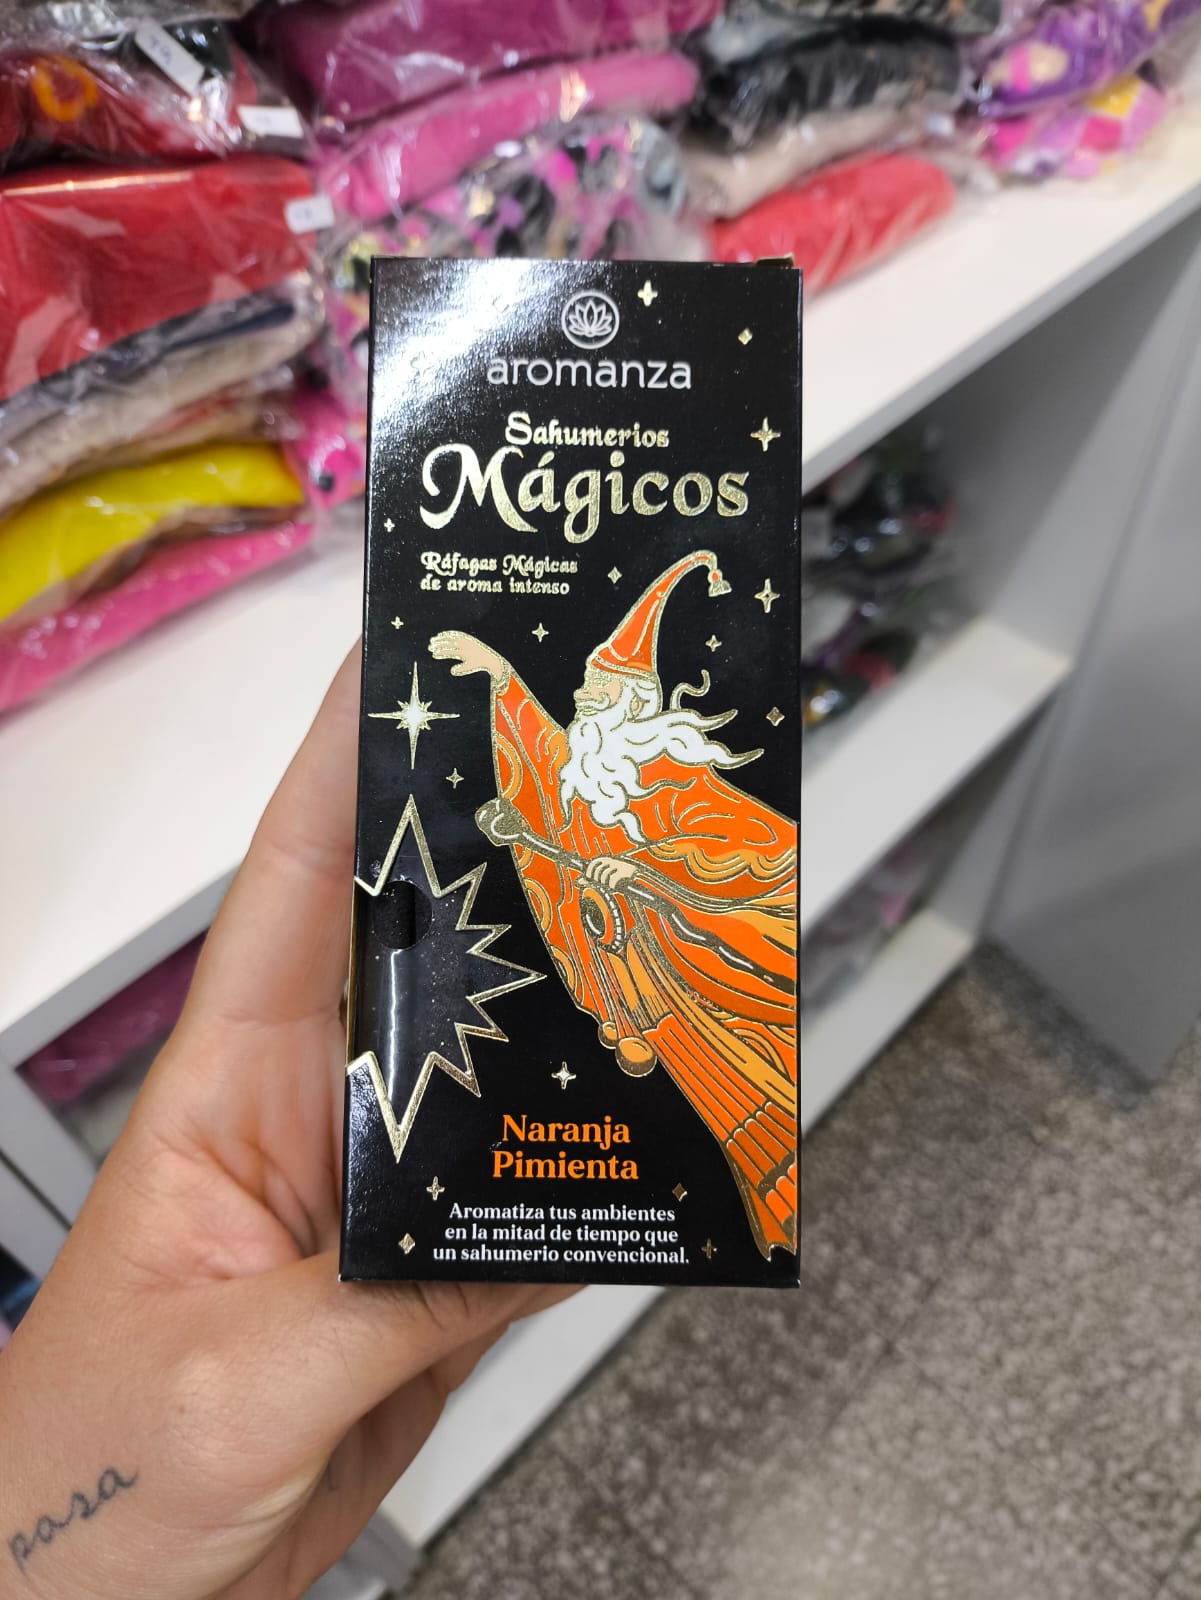 aromanza
Sahumerios
Mágicos
Ráfagas Mágicas
de aroma intenso
Naranja
Pimienta
Aromatiza tus ambientes
en la mitad de tiempo que
un sahumerio convencional.
pasa